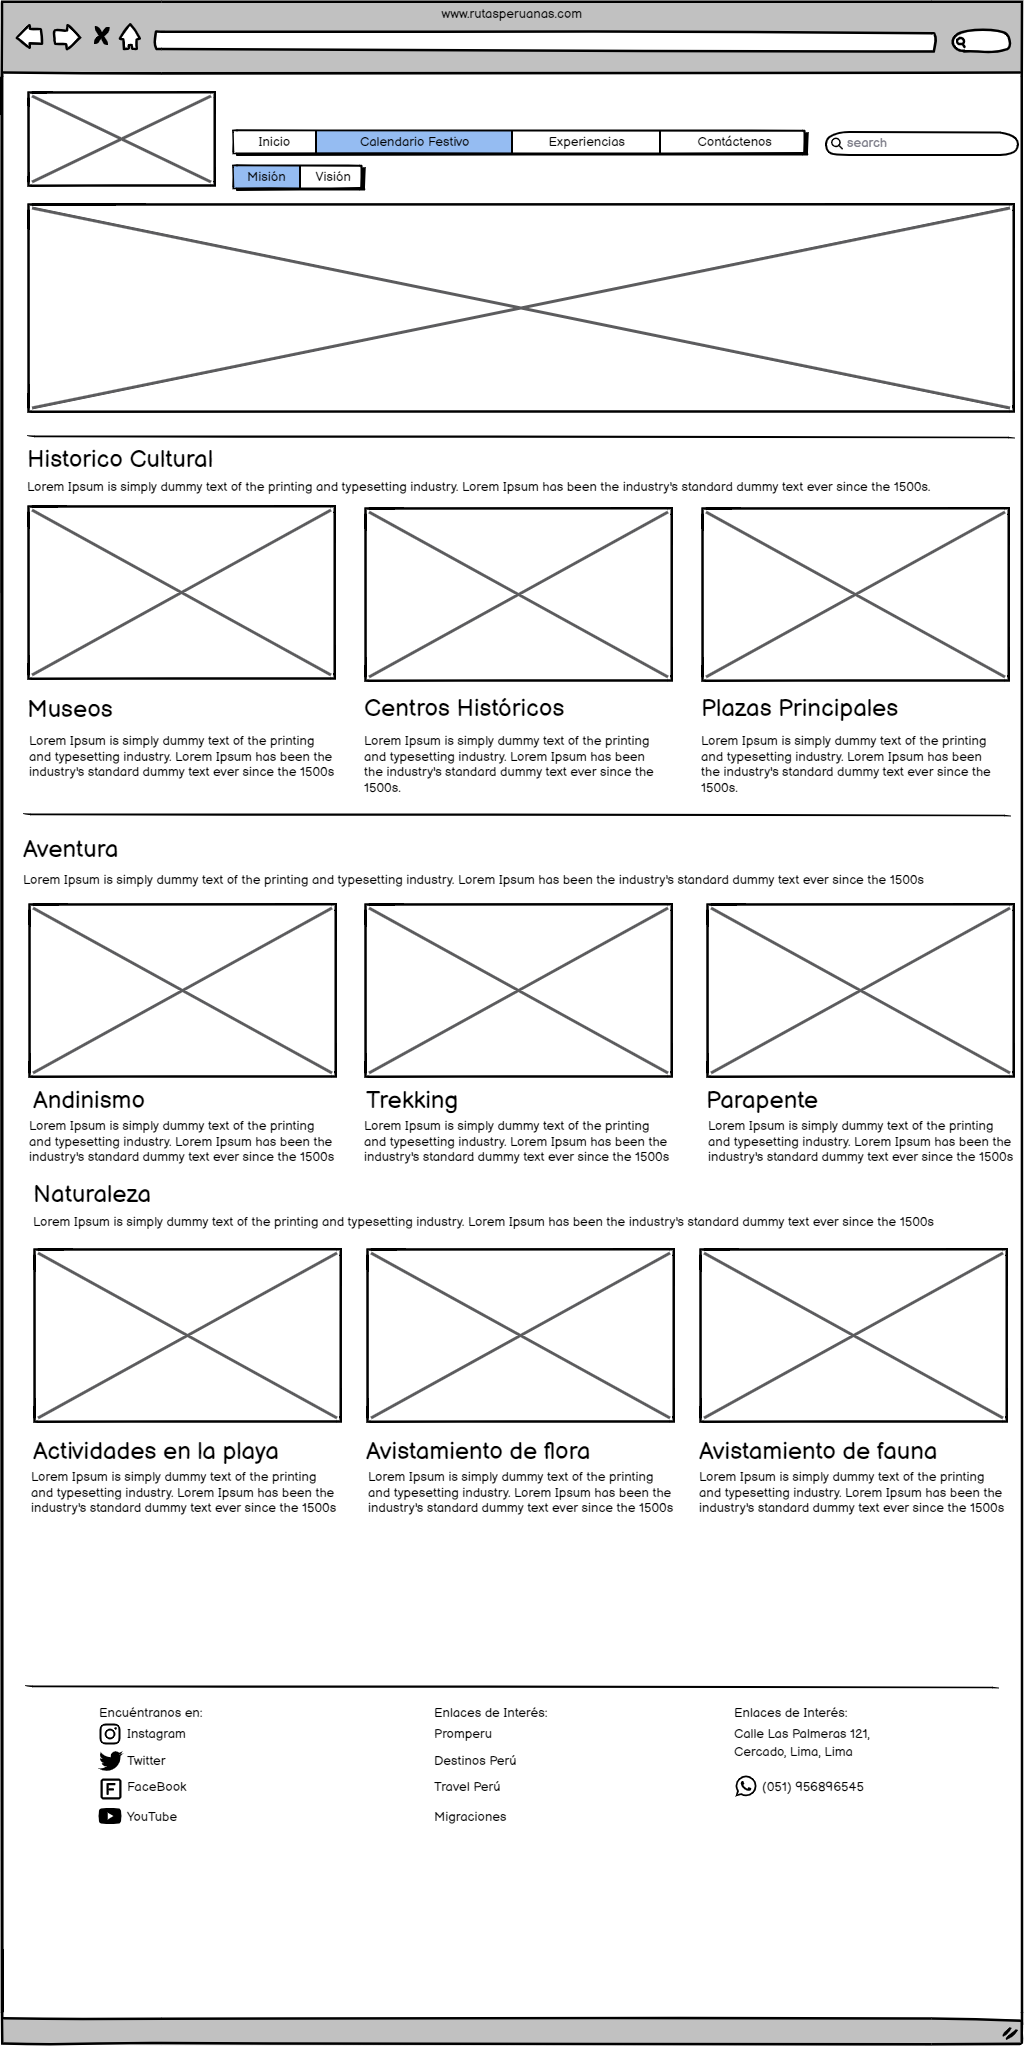 www.rutasperuanas.com
Inicio
Calendario Festivo
Experiencias
Contáctenos
search
Misión
Visión
Historico Cultural
Lorem Ipsum is simply dummy text of the printing and typesetting industry. Lorem Ipsum has been the industry's standard dummy text ever since the 1500s.
Museos
Lorem Ipsum is simply dummy text of the printing
and typesetting industry. Lorem Ipsum has been the
industry's standard dummy text ever since the 1500s
Centros Históricos
Lorem Ipsum is simply dummy text of the printing
and typesetting industry. Lorem Ipsum has been
the industry's standard dummy text ever since the
1500s.
Plazas Principales
Lorem Ipsum is simply dummy text of the printing
and typesetting industry. Lorem Ipsum has been
the industry's standard dummy text ever since the
1500s.
Aventura
Lorem Ipsum is simply dummy text of the printing and typesetting industry. Lorem Ipsum has been the industry's standard dummy text ever since the 1500s
Andinismo
Lorem Ipsum is simply dummy text of the printing
and typesetting industry. Lorem Ipsum has been the
industry's standard dummy text ever since the 1500s
Trekking
Lorem Ipsum is simply dummy text of the printing
and typesetting industry. Lorem Ipsum has been the
industry's standard dummy text ever since the 1500s
Parapente
Lorem Ipsum is simply dummy text of the printing
and typesetting industry. Lorem Ipsum has been the
industry's standard dummy text ever since the 1500s
Naturaleza
Lorem Ipsum is simply dummy text of the printing and typesetting industry. Lorem Ipsum has been the industry's standard dummy text ever since the 1500s
Actividades en la playa
Lorem Ipsum is simply dummy text of the printing
and typesetting industry. Lorem Ipsum has been the
industry's standard dummy text ever since the 1500s
Avistamiento de flora
Lorem Ipsum is simply dummy text of the printing
and typesetting industry. Lorem Ipsum has been the
industry's standard dummy text ever since the 1500s
Avistamiento de fauna
Lorem Ipsum is simply dummy text of the printing
and typesetting industry. Lorem Ipsum has been the
industry's standard dummy text ever since the 1500s
Encuéntranos en:
Instagram
Twitter
FaceBook
YouTube
Enlaces de Interés:
Promperu
Destinos Perú
Travel Perú
Migraciones
Enlaces de Interés:
Calle Las Palmeras 121,
Cercado, Lima, Lima
(051) 956896545